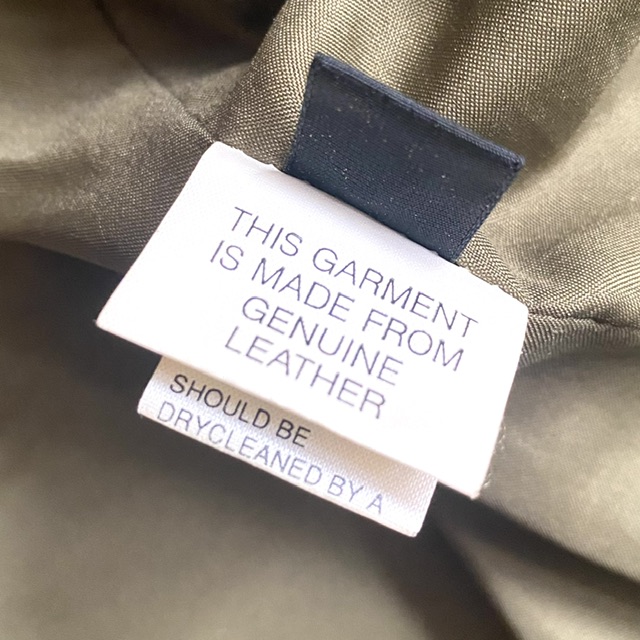 THIS GARMENT
IS MADE FROM
GENUINE
LEATHER
SHOULD BE
DRYCLEANED BY A